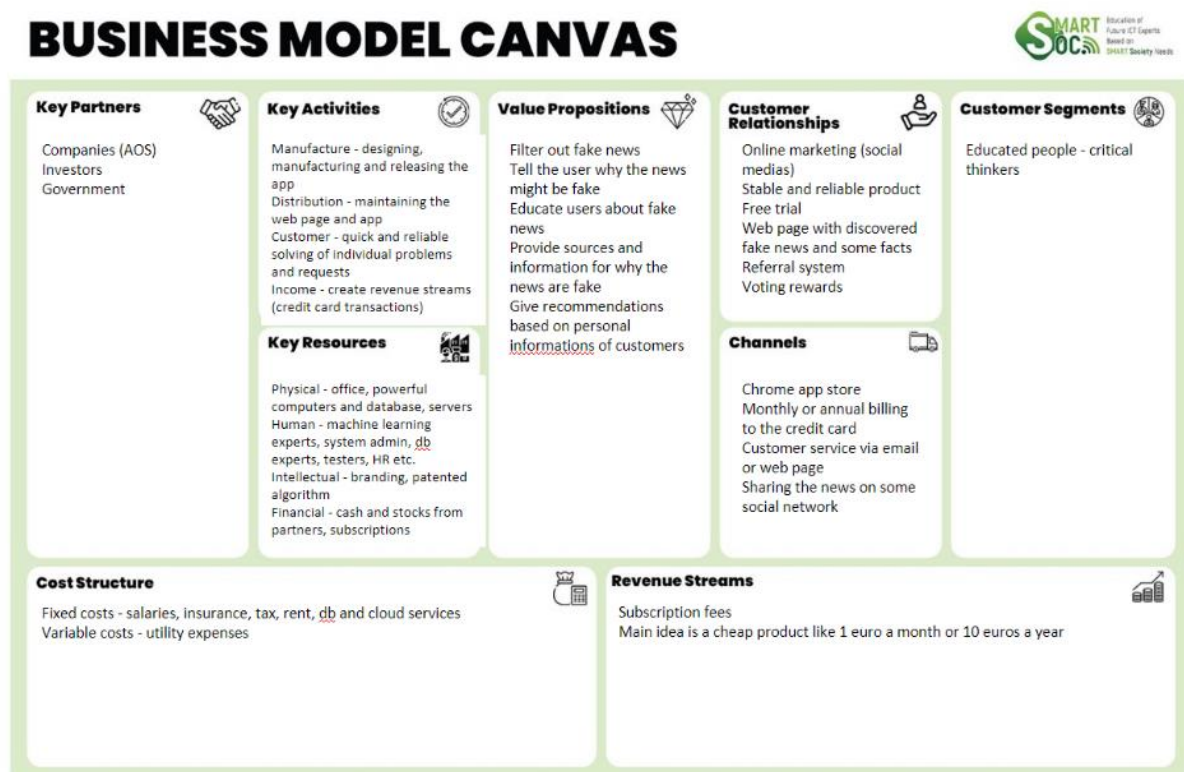 BUSINESS MODEL CANVAS
SMART
SOC
Education of
Future ICT Experts
Based on
SMART Society Needs
Key Partners
Companies (AOS)
Investors
Government
Key Activities
Manufacture - designing,
manufacturing and releasing the
app
Distribution - maintaining the
web page and app
Customer - quick and reliable
solving of individual problems
and requests
Income - create revenue streams
(credit card transactions)
Key Resources
Physical - office, powerful
computers and database, servers
Human - machine learning
experts, system admin, db
experts, testers, HR etc.
Intellectual - branding, patented
algorithm
Financial - cash and stocks from
partners, subscriptions
Value Propositions
Filter out fake news
Tell the user why the news
might be fake
Educate users about fake
news
Provide sources and
information for why the
news are fake
Give recommendations
based on personal
informations of customers
Customer
Relationships
Online marketing (social
medias)
Stable and reliable product
Free trial
Web page with discovered
fake news and some facts
Referral system
Voting rewards
Channels
Chrome app store
Monthly or annual billing
to the credit card
Customer service via email
or web page
Sharing the news on some
social network
Customer Segments
Educated people - critical
thinkers
Cost Structure
Fixed costs - salaries, insurance, tax, rent, db and cloud services
Variable costs - utility expenses
Revenue Streams
Subscription fees
Main idea is a cheap product like 1 euro a month or 10 euros a year